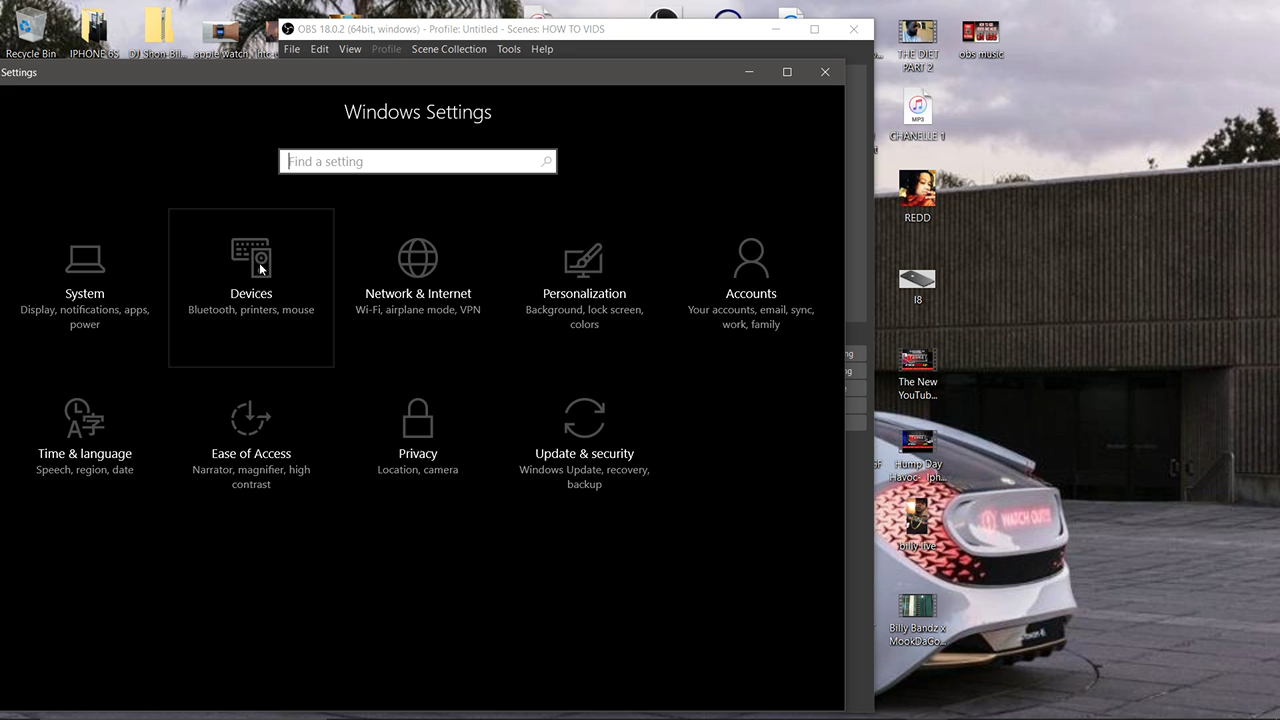 Recycle Bin
IPHONE 6S
DJ Shon Bil...
apple watch
OBS 18.0.2 (64bit, windows) - Profile: Untitled - Scenes: HOW TO VIDS
File Edit View Profile Scene Collection Tools Help
Settings
Windows Settings
Find a setting
System
Display, notifications, apps,
power
Devices
Bluetooth, printers, mouse
Network & Internet
Wi-Fi, airplane mode, VPN
Personalization
Background, lock screen,
colors
Accounts
Your accounts, email, sync,
work, family
Time & language
Speech, region, date
Ease of Access
Narrator, magnifier, high
contrast
Privacy
Location, camera
Update & security
Windows Update, recovery,
backup
THE DIET
PART 2
obs music
MP3
CHANELLE 1
REDD
I8
The New
YouTub...
Hump Day
Havoc-. Iph...
billy live
Billy Bandz x
MookDaGo...
WATCH OUT!!